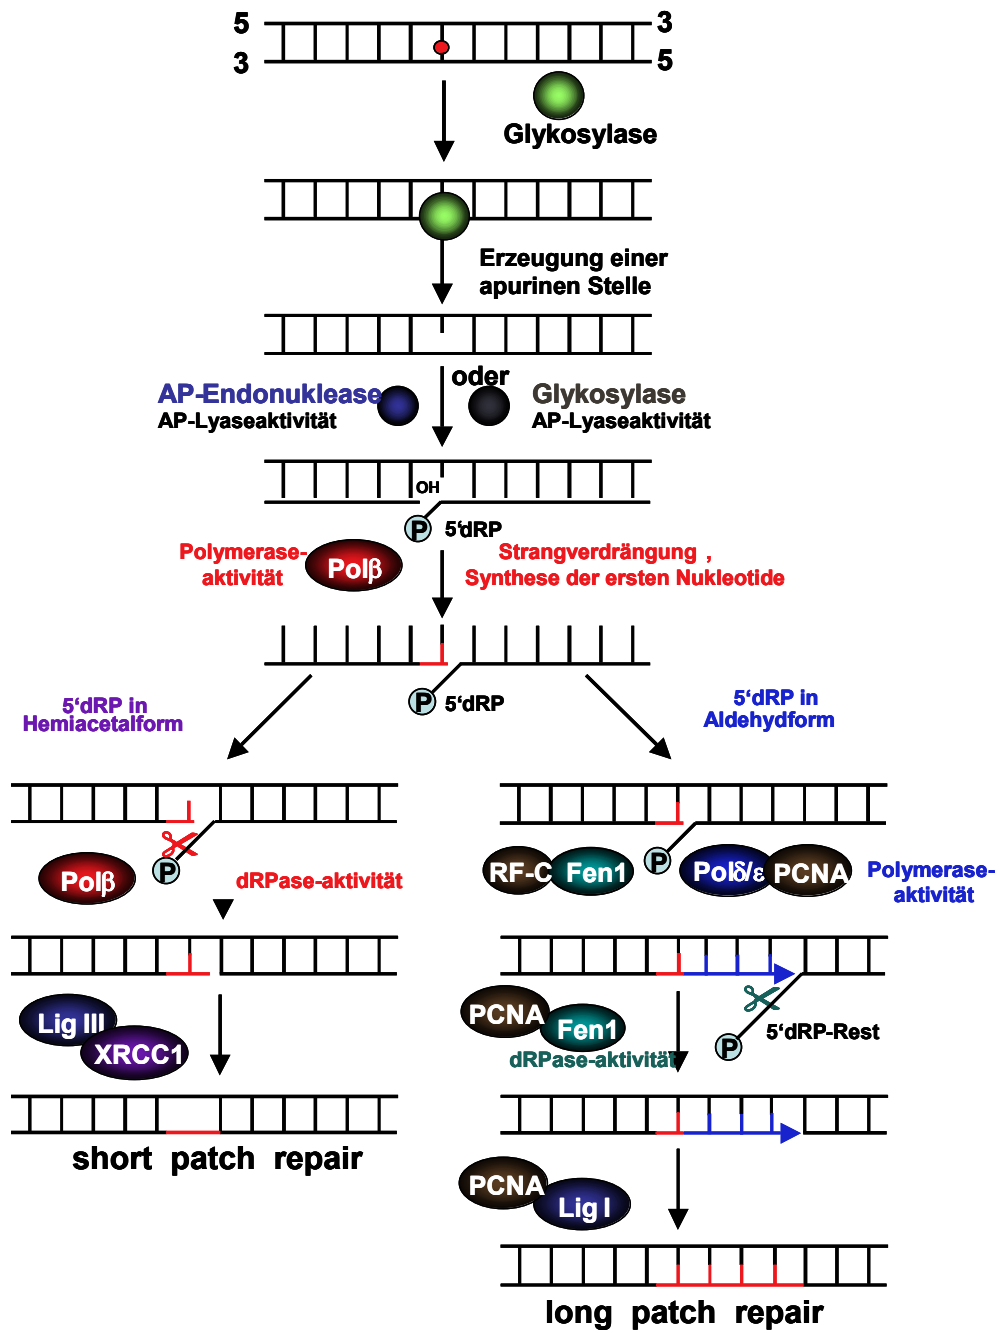 5 3
3 5
Glykosylase
Erzeugung einer
apurinen Stelle
oder
AP-Endonuklease Glykosylase
AP-Lyaseaktivität AP-Lyaseaktivität
OH
P 5‘dRP
Polymerase-
aktivität
Polβ
Strangverdrängung ,
Synthese der ersten Nukleotide
P 5‘dRP
5‘dRP in
Hemiacetalform
5‘dRP in
Aldehydform
P
Polβ
dRPase-aktivität
Lig III
XRCC1
short patch repair
P
RF-C Fen1 Polδ/ε PCNA
Polymerase-
aktivität
PCNA
Fen1
5‘dRP-Rest
P
dRPase-aktivität
PCNA
Lig I
long patch repair